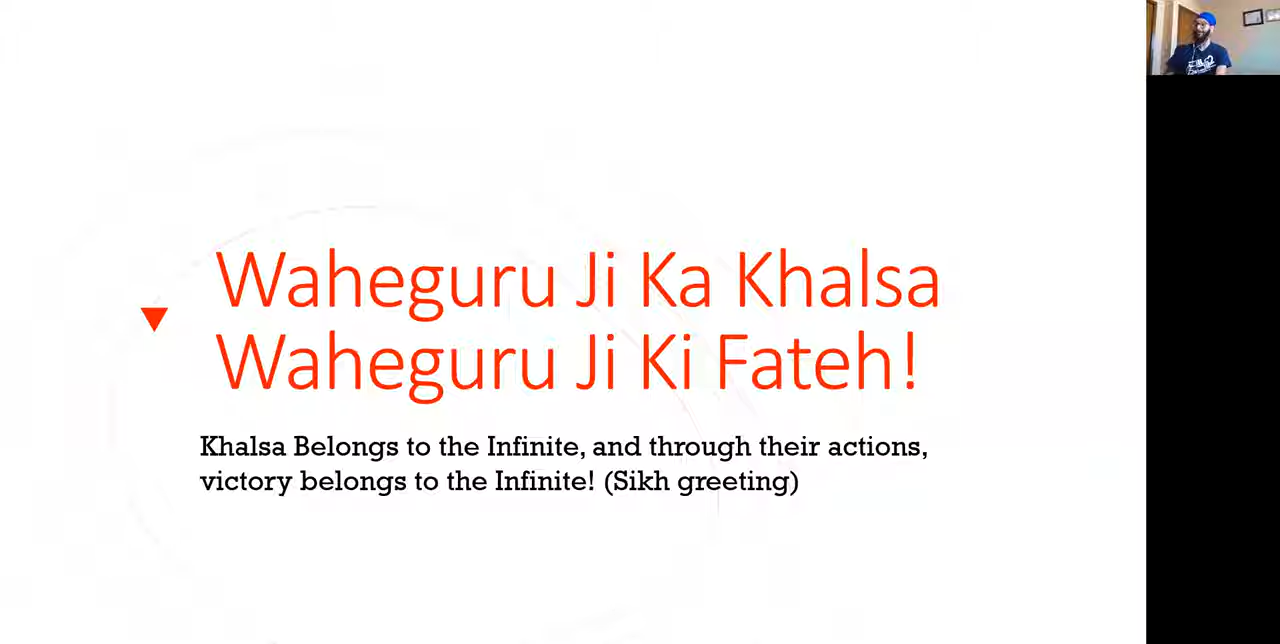 Waheguru Ji Ka Khalsa
Waheguru Ji Ki Fateh!
Khalsa Belongs to the Infinite, and through their actions,
victory belongs to the Infinite! (Sikh greeting)